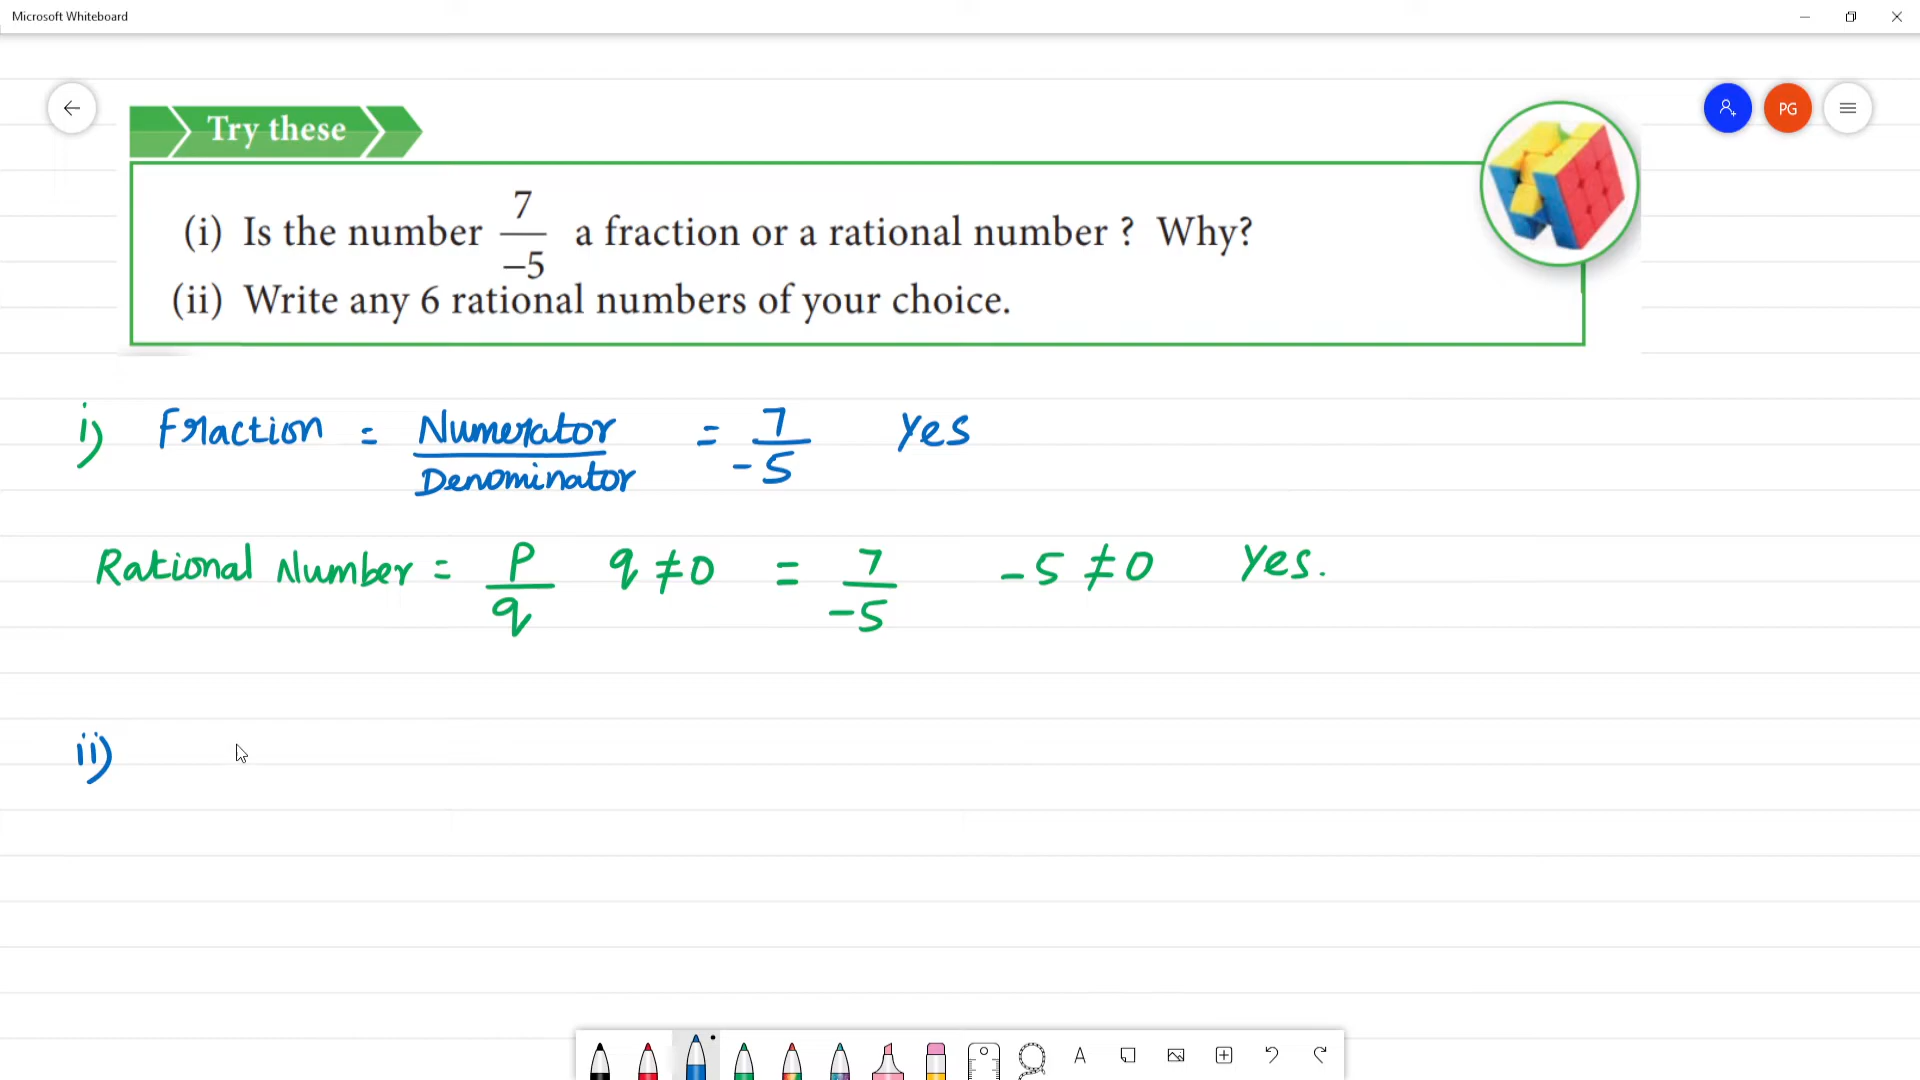 Microsoft Whiteboard
PG
Try these
(i) Is the number 7/-5 a fraction or a rational number ? Why?
(ii) Write any 6 rational numbers of your choice.
i) Fraction = Numerator/Denominator = 7/-5 Yes
Rational Number = P/q q ≠ 0 = 7/-5 -5 ≠ 0 Yes.
ii)
A